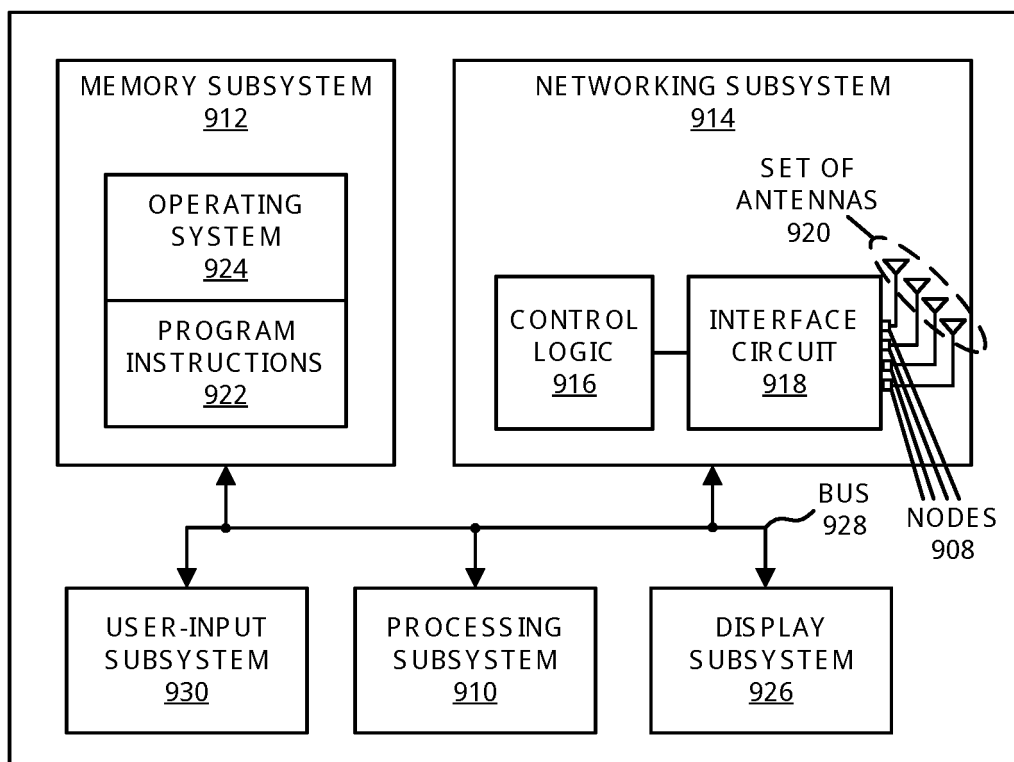 MEMORY SUBSYSTEM
912
OPERATING
SYSTEM
924
PROGRAM
INSTRUCTIONS
922
NETWORKING SUBSYSTEM
914
SET OF
ANTENNAS
920
CONTROL
LOGIC
916
INTERFACE
CIRCUIT
918
NODES
908
BUS
928
USER-INPUT
SUBSYSTEM
930
PROCESSING
SUBSYSTEM
910
DISPLAY
SUBSYSTEM
926